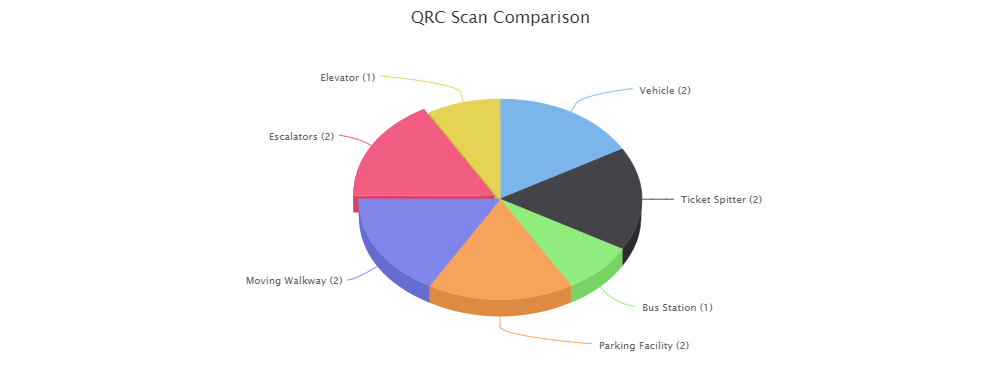 QRC Scan Comparison
Elevator (1)
Vehicle (2)
Escalators (2)
Ticket Spitter (2)
Moving Walkway (2)
Bus Station (1)
Parking Facility (2)